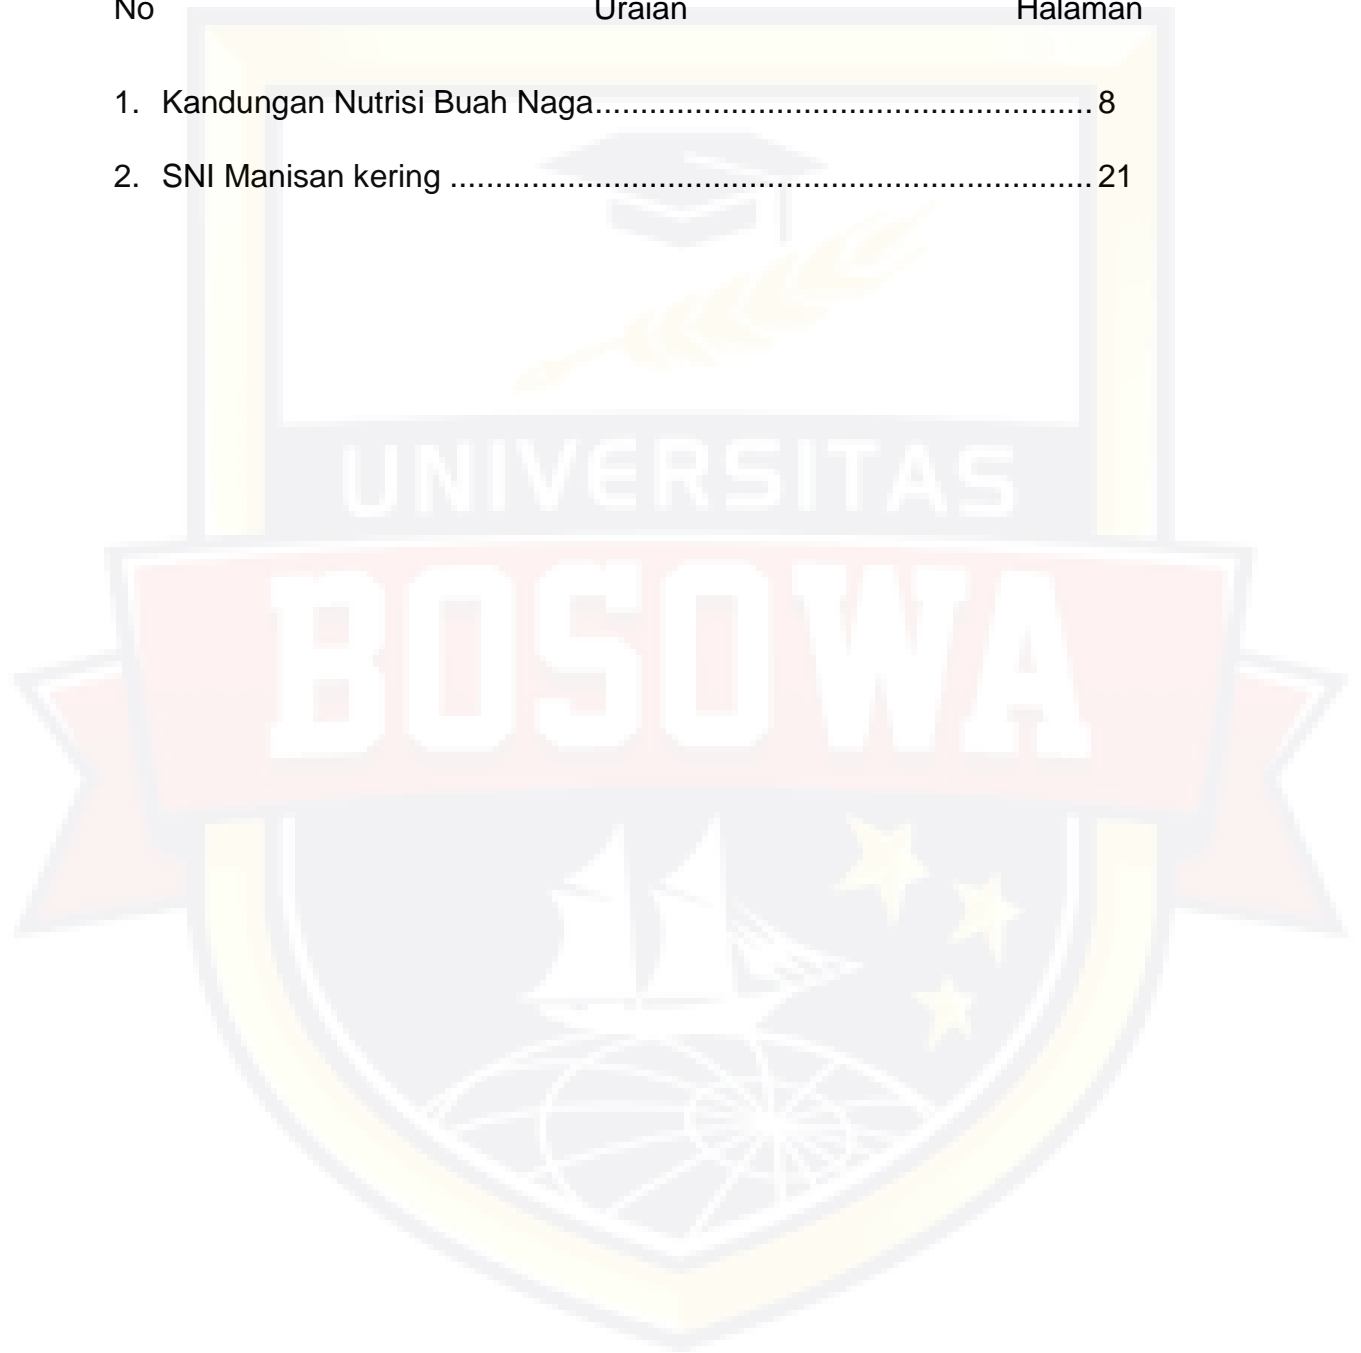 No Uraian Halaman
1. Kandungan Nutrisi Buah Naga....................................................... 8
2. SNI Manisan kering ....................................................................... 21
UNIVERSITAS
BOSOWA